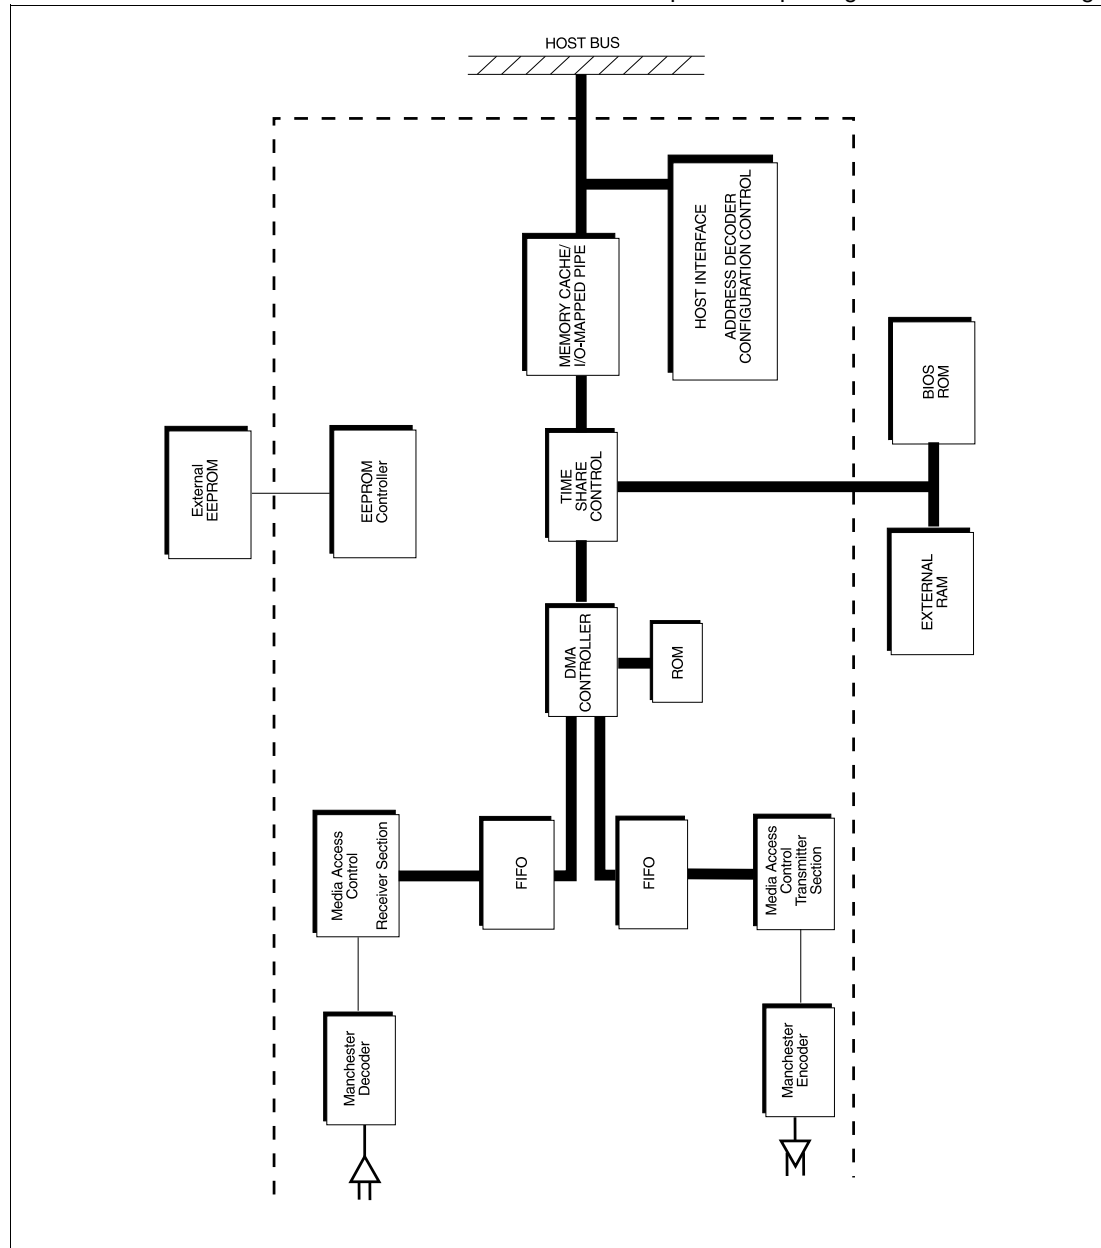 HOST BUS
HOST INTERFACE
ADDRESS DECODER
CONFIGURATION CONTROL
MEMORY CACHE/
I/O-MAPPED PIPE
BIOS
ROM
External
EEPROM
EEPROM
Controller
TIME
SHARE
CONTROL
EXTERNAL
RAM
DMA
CONTROLLER
ROM
Media Access
Control
Receiver Section
FIFO
FIFO
Media Access
Control
Transmitter
Section
Manchester
Decoder
Manchester
Encoder